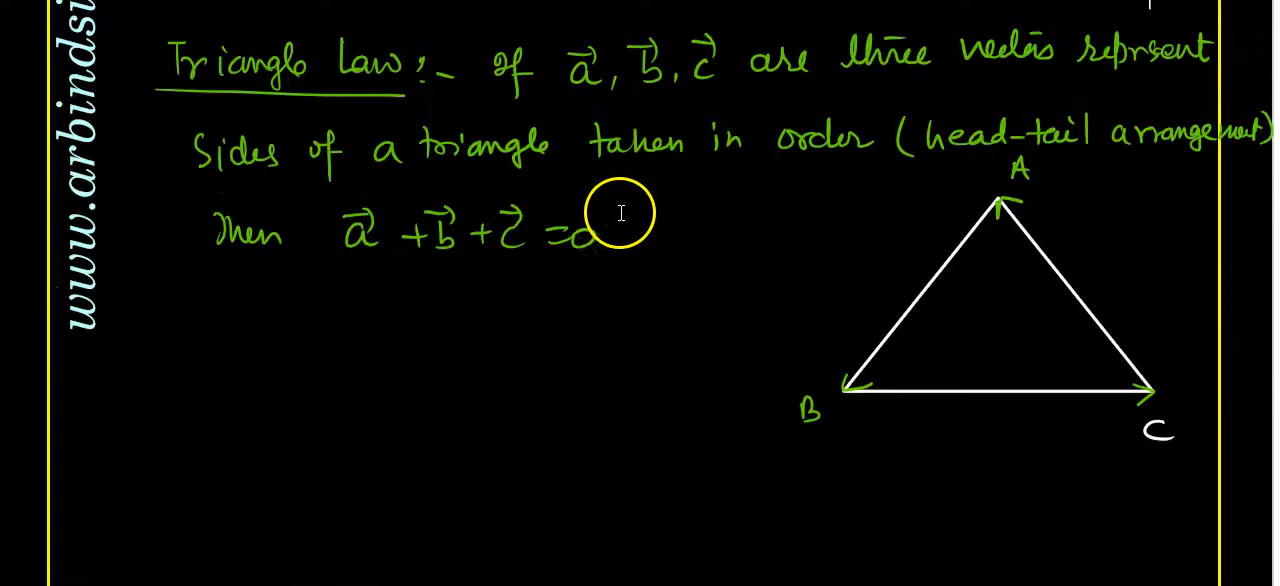 Triangle Law :- If a⃗, b⃗, c⃗ are three vectors represent
Sides of a triangle taken in order (head-tail arrangement)
Then a⃗ + b⃗ + c⃗ = 0
A
B
C
www.arbindsi